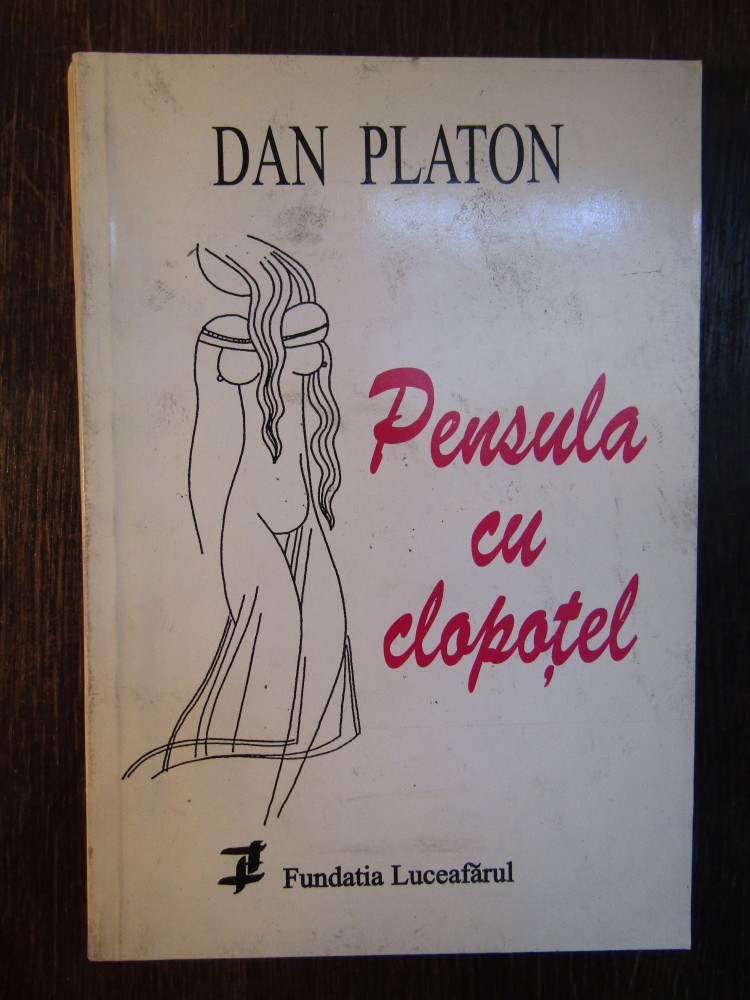 DAN PLATON
Pensula
cu
clopoțel
Fundatia Luceafărul